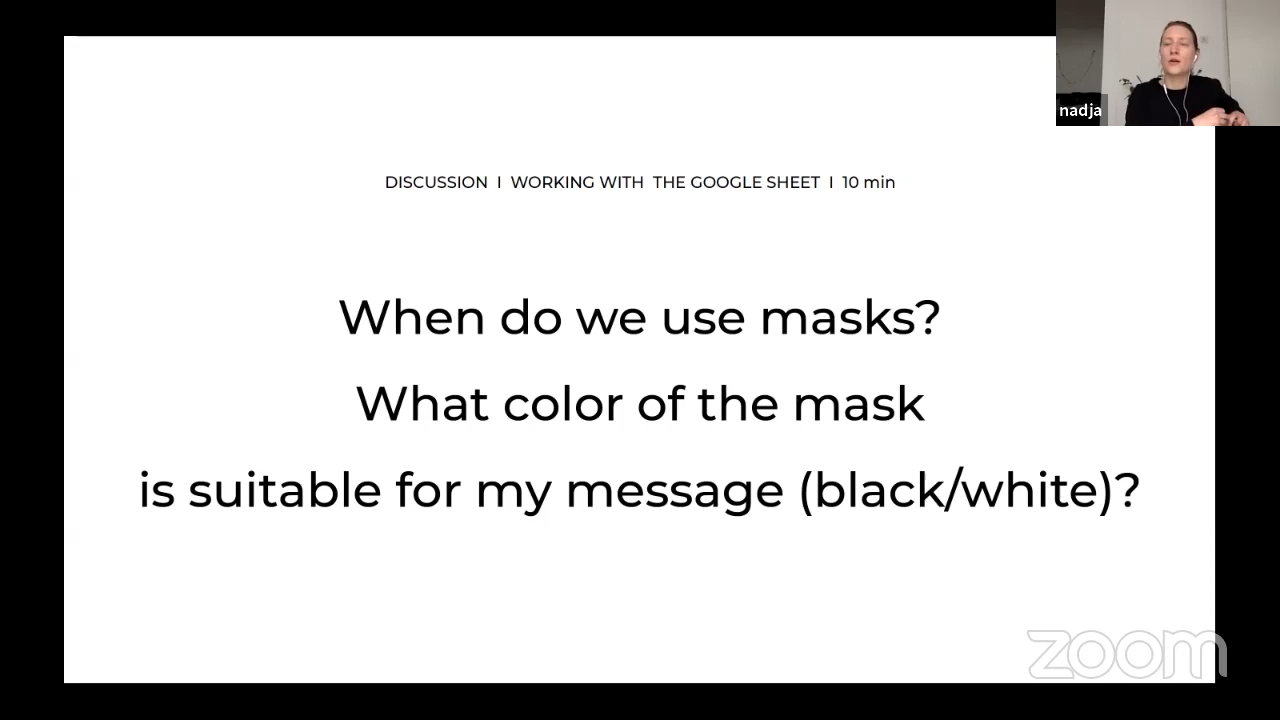 nadja
DISCUSSION I WORKING WITH THE GOOGLE SHEET I 10 min
When do we use masks?
What color of the mask
is suitable for my message (black/white)?
zoom